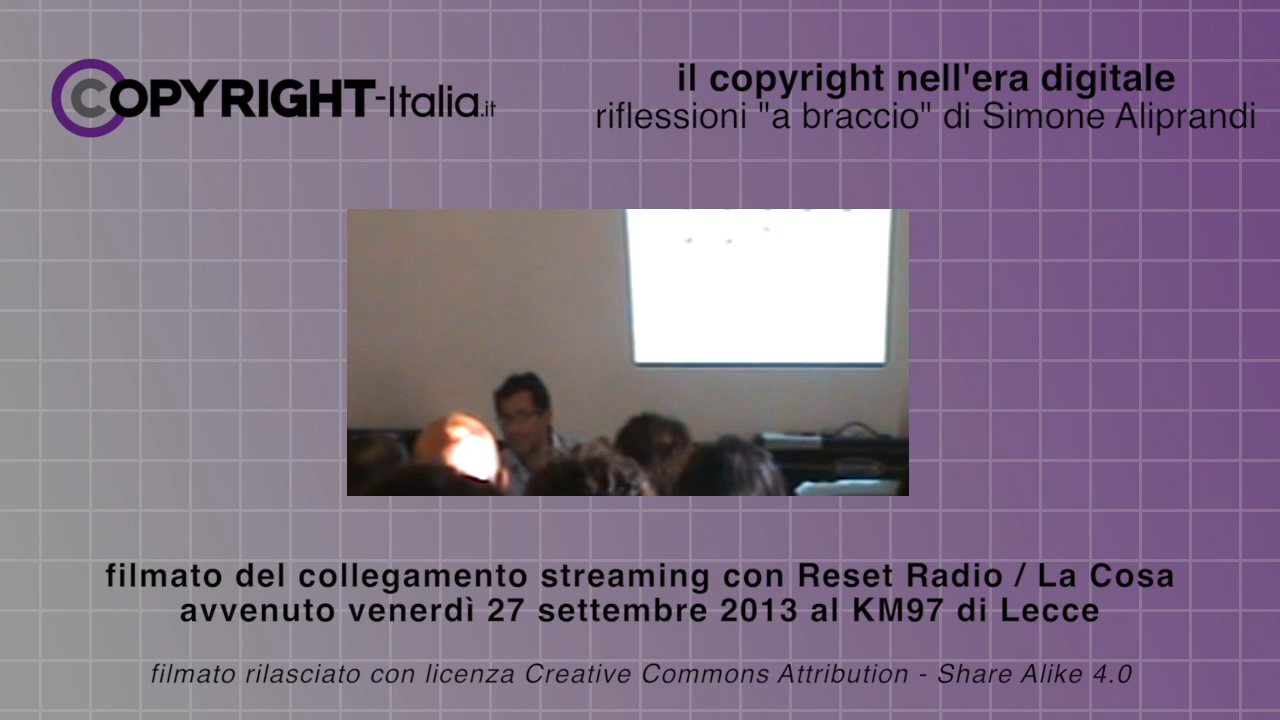 COPYRIGHT-Italia.it
il copyright nell'era digitale
riflessioni "a braccio" di Simone Aliprandi
filmato del collegamento streaming con Reset Radio / La Cosa
avvenuto venerdì 27 settembre 2013 al KM97 di Lecce
filmato rilasciato con licenza Creative Commons Attribution - Share Alike 4.0